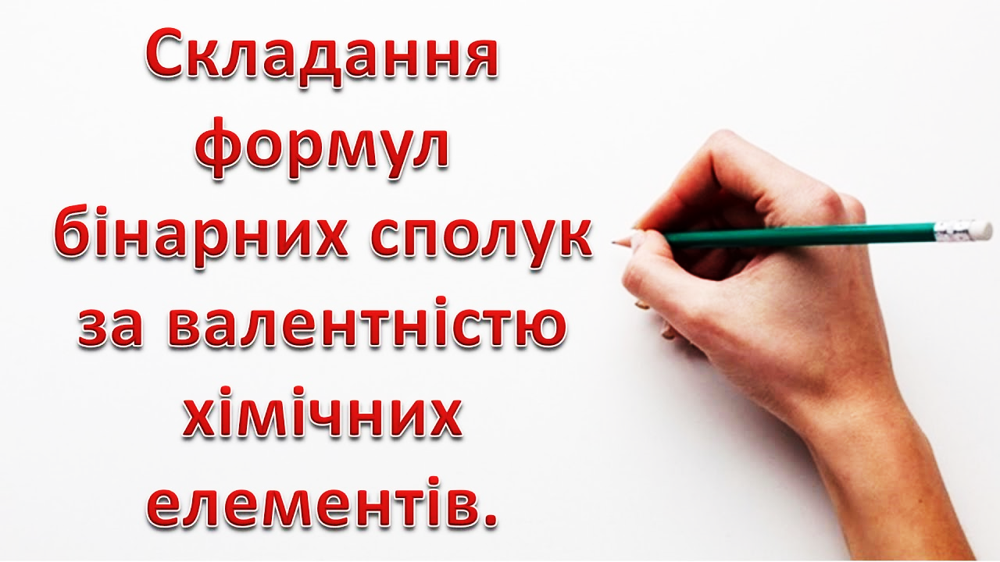 Складання
формул
бінарних сполук
за валентністю
хімічних
елементів.